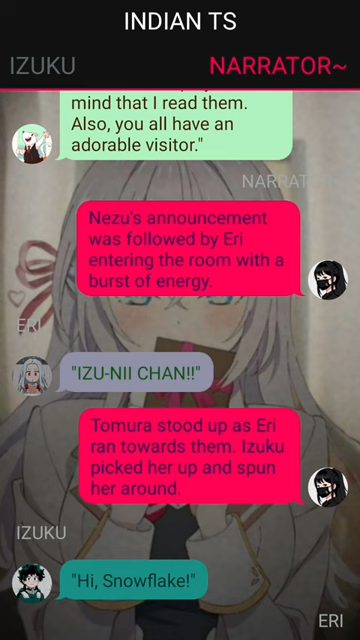 INDIAN TS
IZUKU
NARRATOR~
mind that I read them.
Also, you all have an
adorable visitor."
Nezu's announcement
was followed by Eri
entering the room with a
burst of energy.
ERI
"IZU-NII CHAN!!"
Tomura stood up as Eri
ran towards them. Izuku
picked her up and spun
her around.
IZUKU
"Hi, Snowflake!"
ERI